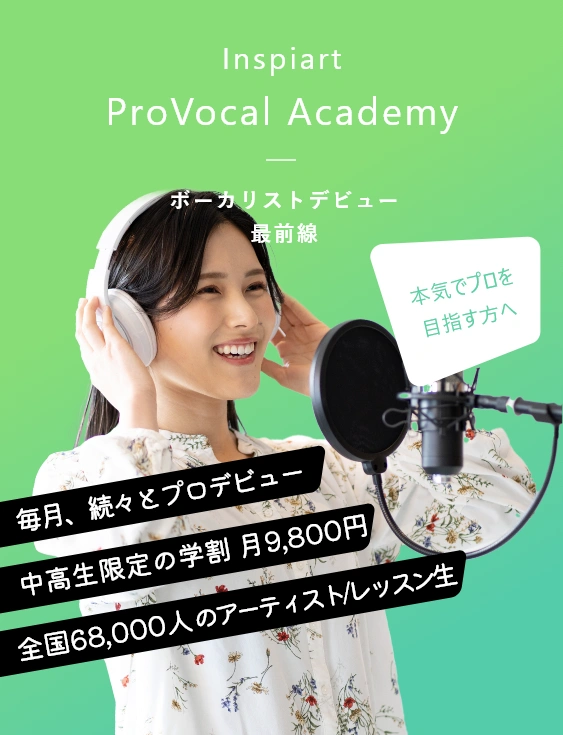 Inspiart
ProVocal Academy
ボーカリストデビュー
最前線
本気でプロを
目指す方へ
毎月、続々とプロデビュー
中高生限定の学割 月9,800円
全国68,000人のアーティスト/レッスン生